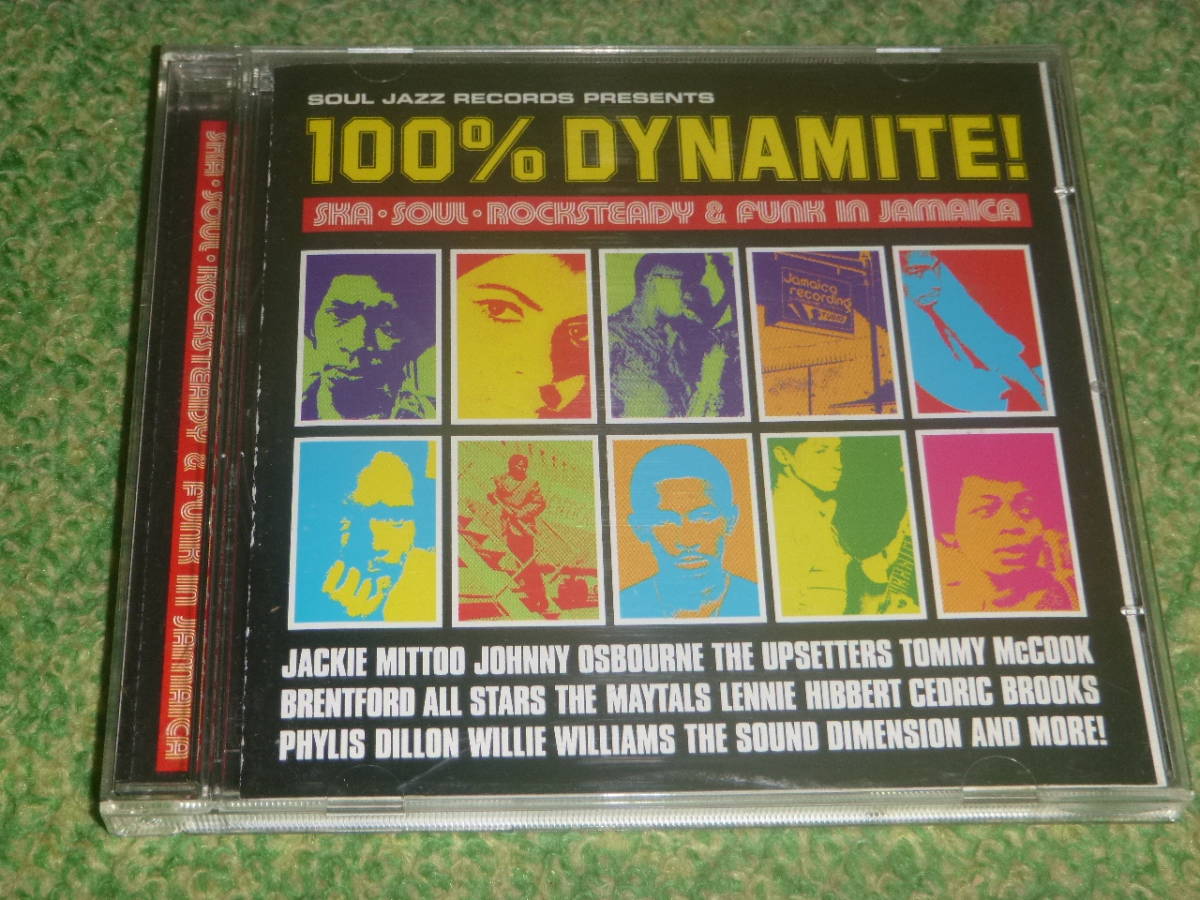 SOUL JAZZ RECORDS PRESENTS
100% DYNAMITE!
SKA · SOUL · ROCKSTEADY & FUNK IN JAMAICA
Jamaica
recording
STUDIO
JACKIE MITTOO JOHNNY OSBOURNE THE UPSETTERS TOMMY McCOOK
BRENTFORD ALL STARS THE MAYTALS LENNIE HIBBERT CEDRIC BROOKS
PHYLIS DILLON WILLIE WILLIAMS THE SOUND DIMENSION AND MORE!
SKA · SOUL · ROCKSTEADY & FUNK IN JAMAICA